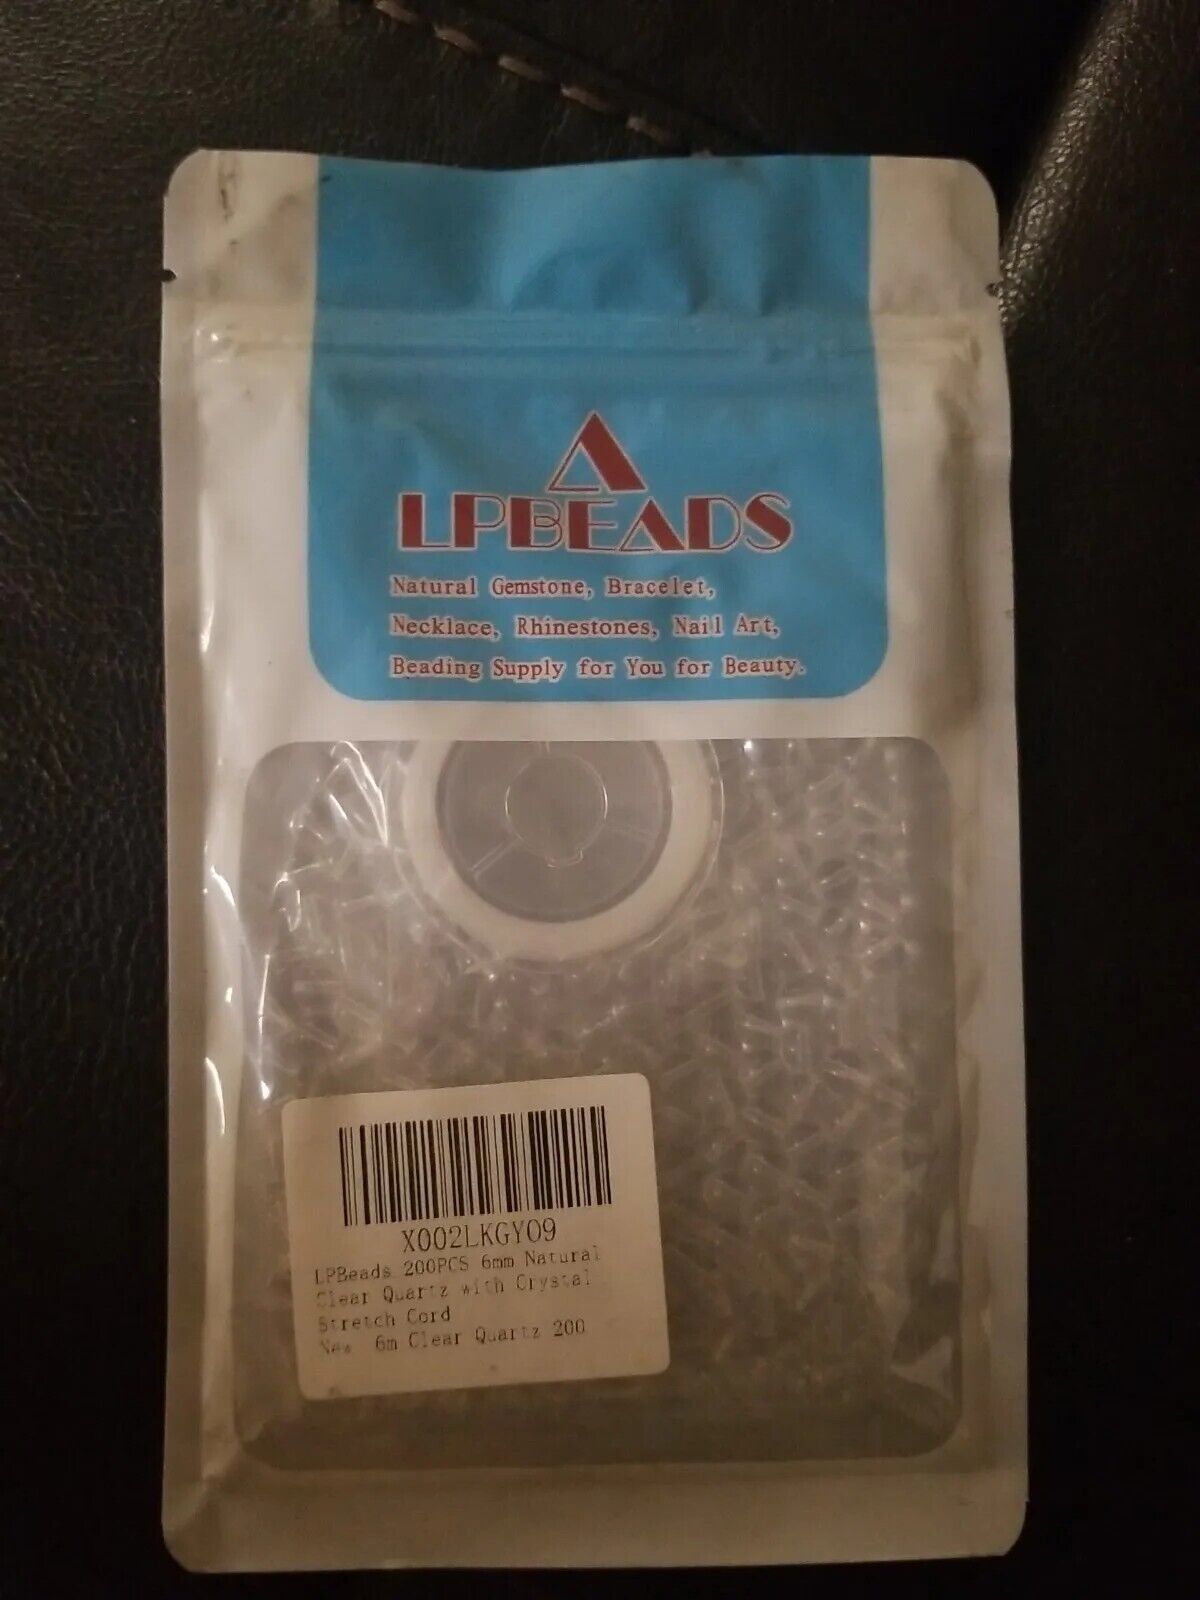 LPBEADS
Natural Gemstone, Bracelet,
Necklace, Rhinestones, Nail Art,
Beading Supply for You for Beauty.
X002LKGY09
LPBeads 200PCS 6mm Natural
Clear Quartz with Crystal
Stretch Cord
New 6m Clear Quartz 200